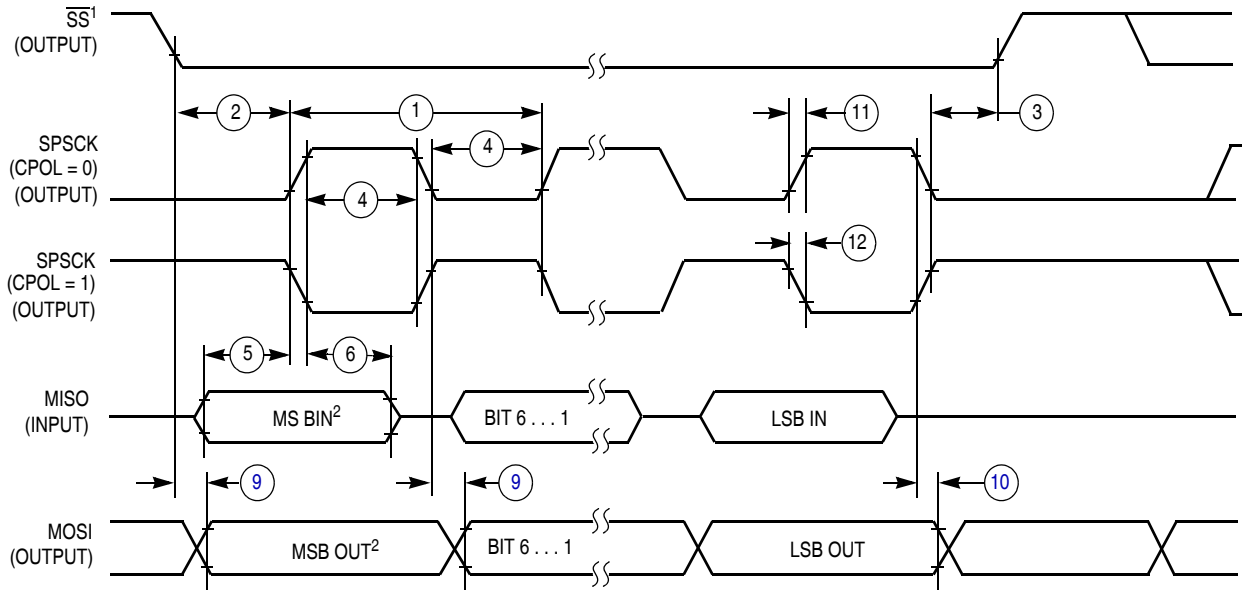 SS¹
(OUTPUT)
2
1
11
3
SPSCK
(CPOL = 0)
(OUTPUT)
4
4
12
SPSCK
(CPOL = 1)
(OUTPUT)
5
6
MISO
(INPUT)
MS BIN²
BIT 6 . . . 1
LSB IN
9
9
10
MOSI
(OUTPUT)
MSB OUT²
BIT 6 . . . 1
LSB OUT